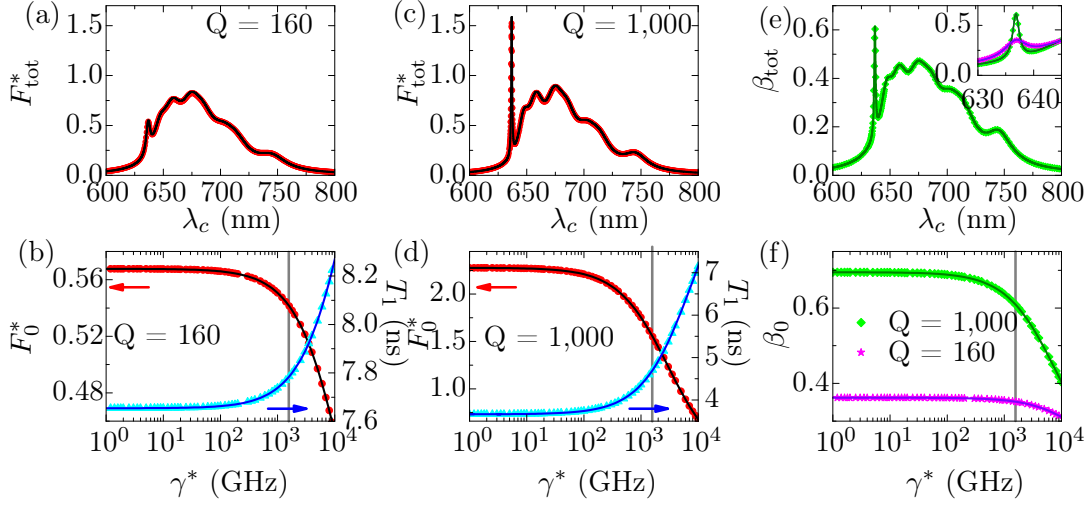 (a)
Q = 160
F*tot
1.5
1.0
0.5
0.0
600 650 700 750 800
λc (nm)
(c)
Q = 1,000
F*tot
1.5
1.0
0.5
0.0
600 650 700 750 800
λc (nm)
(e)
βtot
0.6
0.4
0.2
0.0
600 650 700 750 800
λc (nm)
0.5
0.0
630 640
(b)
F*0
0.56
0.52
0.48
Q = 160
8.2
8.0
7.8
7.6
T1 (ns)
10^0 10^1 10^2 10^3 10^4
γ* (GHz)
(d)
F*0
2.0
1.5
1.0
Q = 1,000
7
6
5
4
T1 (ns)
10^0 10^1 10^2 10^3 10^4
γ* (GHz)
(f)
β0
0.6
0.4
Q = 1,000
Q = 160
10^0 10^1 10^2 10^3 10^4
γ* (GHz)